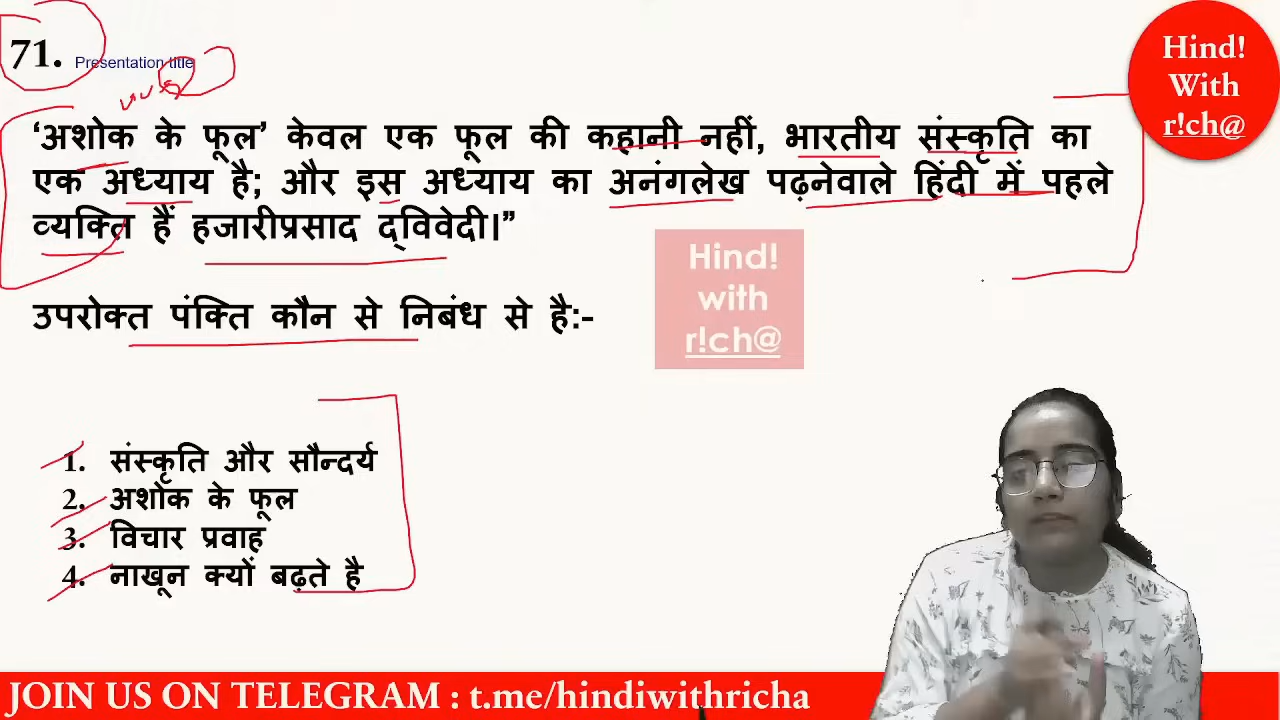 71. Presentation title
Hind!
With
r!ch@
‘अशोक के फूल’ केवल एक फूल की कहानी नहीं, भारतीय संस्कृति का
एक अध्याय है; और इस अध्याय का अनंगलेख पढ़नेवाले हिंदी में पहले
व्यक्ति हैं हजारीप्रसाद द्विवेदी।”
Hind!
with
r!ch@
उपरोक्त पंक्ति कौन से निबंध से है:-
1. संस्कृति और सौन्दर्य
2. अशोक के फूल
3. विचार प्रवाह
4. नाखून क्यों बढ़ते है
JOIN US ON TELEGRAM : t.me/hindiwithricha